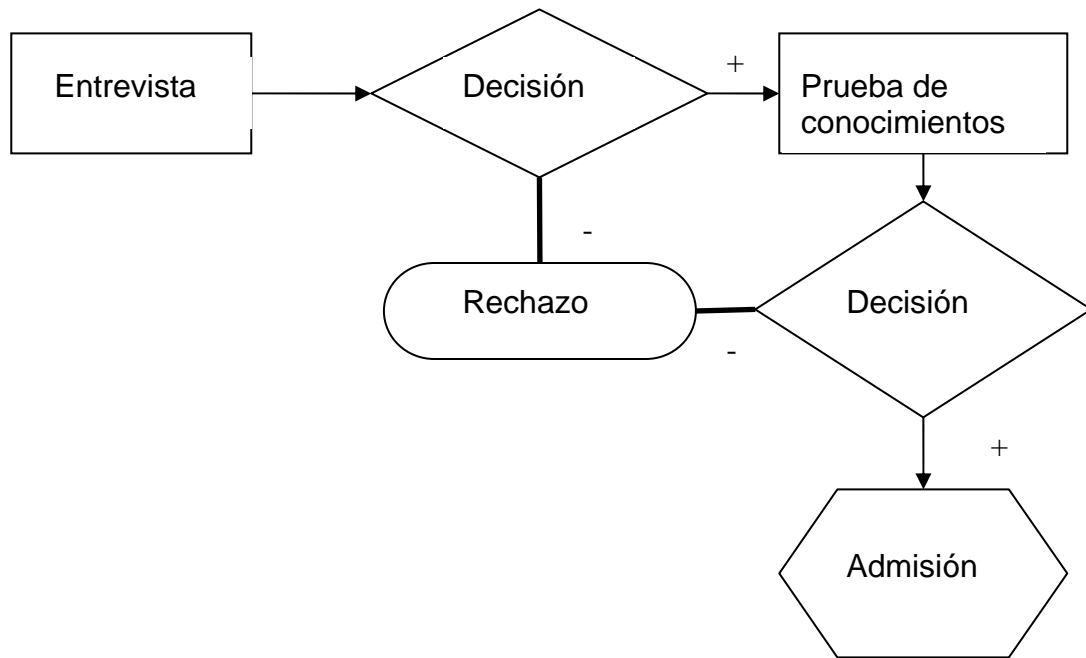 Entrevista
Decisión
+
Prueba de
conocimientos
-
Rechazo
Decisión
-
+
Admisión